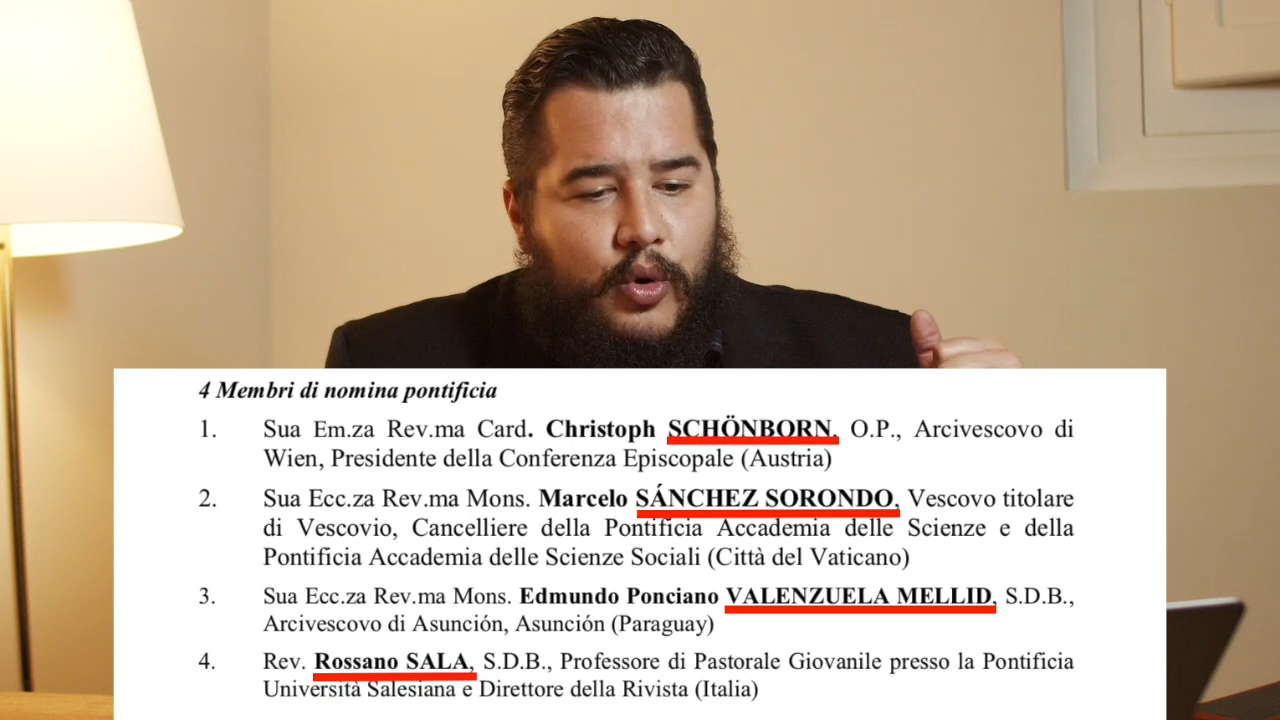 4 Membri di nomina pontificia
1. Sua Em.za Rev.ma Card. Christoph SCHÖNBORN, O.P., Arcivescovo di
Wien, Presidente della Conferenza Episcopale (Austria)
2. Sua Ecc.za Rev.ma Mons. Marcelo SÁNCHEZ SORONDO, Vescovo titolare
di Vescovio, Cancelliere della Pontificia Accademia delle Scienze e della
Pontificia Accademia delle Scienze Sociali (Città del Vaticano)
3. Sua Ecc.za Rev.ma Mons. Edmundo Ponciano VALENZUELA MELLID, S.D.B.,
Arcivescovo di Asunción, Asunción (Paraguay)
4. Rev. Rossano SALA, S.D.B., Professore di Pastorale Giovanile presso la Pontificia
Università Salesiana e Direttore della Rivista (Italia)